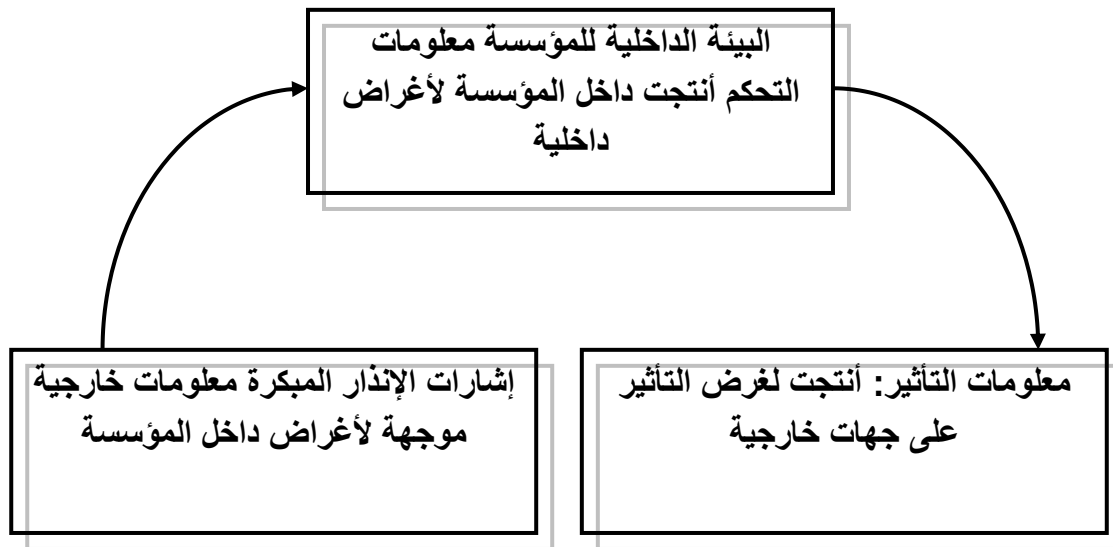 البيئة الداخلية للمؤسسة معلومات
التحكم أنتجت داخل المؤسسة لأغراض
داخلية
إشارات الإنذار المبكرة معلومات خارجية
موجهة لأغراض داخل المؤسسة
معلومات التأثير: أنتجت لغرض التأثير
على جهات خارجية